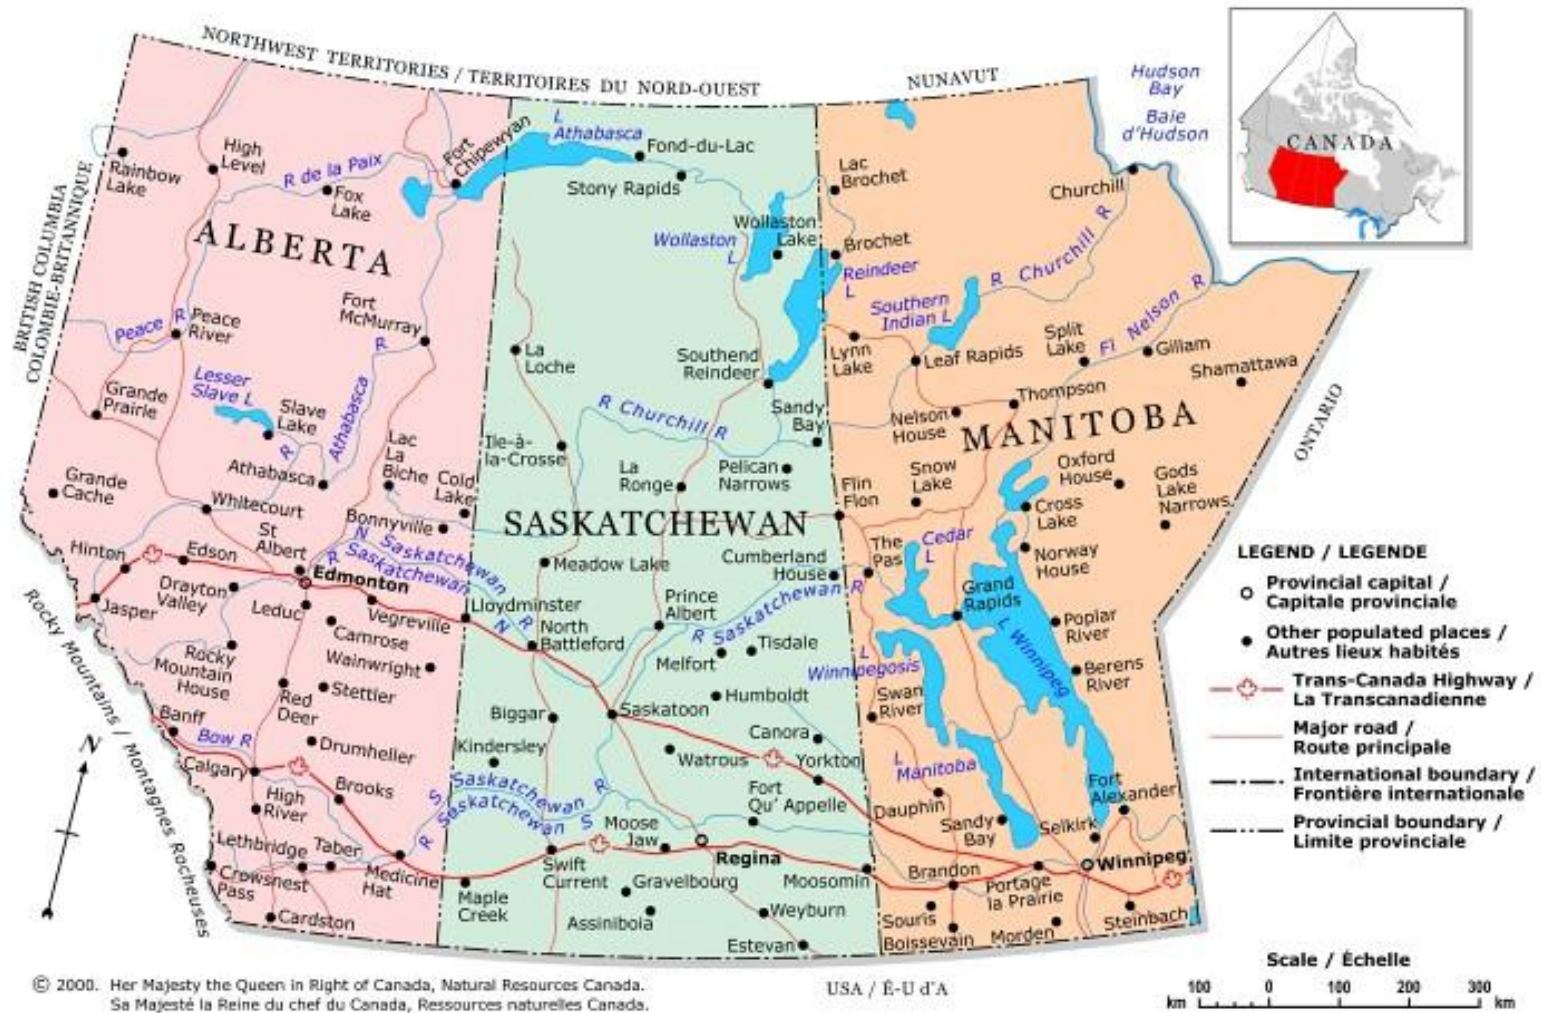 NORTHWEST TERRITORIES / TERRITOIRES DU NORD-OUEST
NUNAVUT
Hudson
Bay
Baie
d'Hudson
CANADA
BRITISH COLUMBIA
COLOMBIE-BRITANNIQUE
ALBERTA
Rainbow
Lake
High
Level
R de la Paix
Fox
Lake
Fort
Chipewyan
Peace R
Peace
River
Fort
McMurray
R
Athabasca
R
Lesser
Slave L
Slave
Lake
Grande
Prairie
Athabasca
Lac
La
Biche
Cold
Lake
Grande
Cache
Whitecourt
Bonnyville
St
Albert
Hinton
Edson
Edmonton
N Saskatchewan
R Saskatchewan
R
N
Drayton
Valley
Jasper
Leduc
Vegreville
Camrose
Rocky
Mountain
House
Wainwright
Red
Deer
Stettler
Banff
Bow R
Calgary
Drumheller
Brooks
High
River
Lethbridge
Taber
Crowsnest
Pass
Medicine
Hat
Cardston
Rocky Mountains / Montagnes Rocheuses
N
SASKATCHEWAN
L
Athabasca
Fond-du-Lac
Stony Rapids
Wollaston
L
Wollaston
Lake
La
Loche
Southend
Reindeer
R Churchill R
Sandy
Bay
Ile-à-
la-Crosse
La
Ronge
Pelican
Narrows
Meadow Lake
Cumberland
House
Lloydminster
North
Battleford
Prince
Albert
R Saskatchewan R
Melfort
Tisdale
Humboldt
Biggar
Saskatoon
Kindersley
Watrous
Canora
Yorkton
S Saskatchewan R
R Saskatchewan S
Fort
Qu' Appelle
Moose
Jaw
Regina
Swift
Current
Maple
Creek
Gravelbourg
Assiniboia
Moosomin
Weyburn
Estevan
MANITOBA
Lac
Brochet
Brochet
Reindeer
L
Churchill
R Churchill R
Southern
Indian L
Lynn
Lake
Leaf Rapids
Split
Lake
Fl Nelson R
Gillam
Shamattawa
Thompson
Nelson
House
Flin
Flon
Snow
Lake
Oxford
House
Gods
Lake
Narrows
Cross
Lake
The
Pas
Cedar
L
Norway
House
Grand
Rapids
Poplar
River
L Winnipeg
L
Winnipegosis
Berens
River
Swan
River
L
Manitoba
Dauphin
Fort
Alexander
Sandy
Bay
Selkirk
Brandon
Portage
la Prairie
Winnipeg
Souris
Boissevain
Morden
Steinbach
ONTARIO
USA / É-U d'A
LEGEND / LEGENDE
Provincial capital /
Capitale provinciale
Other populated places /
Autres lieux habités
Trans-Canada Highway /
La Transcanadienne
Major road /
Route principale
International boundary /
Frontière internationale
Provincial boundary /
Limite provinciale
Scale / Échelle
100 0 100 200 300
km km
© 2000. Her Majesty the Queen in Right of Canada, Natural Resources Canada.
Sa Majesté la Reine du chef du Canada, Ressources naturelles Canada.